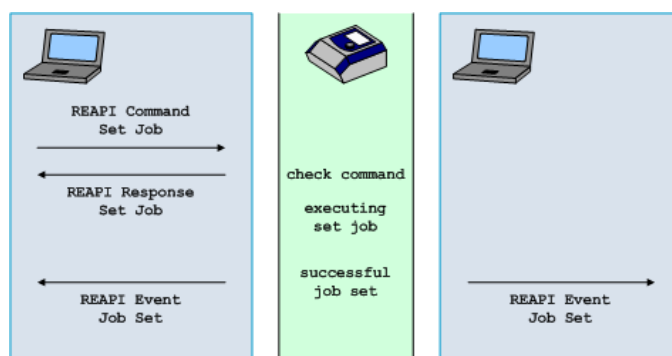 REAPI Command
Set Job
REAPI Response
Set Job
REAPI Event
Job Set
check command
executing
set job
successful
job set
REAPI Event
Job Set